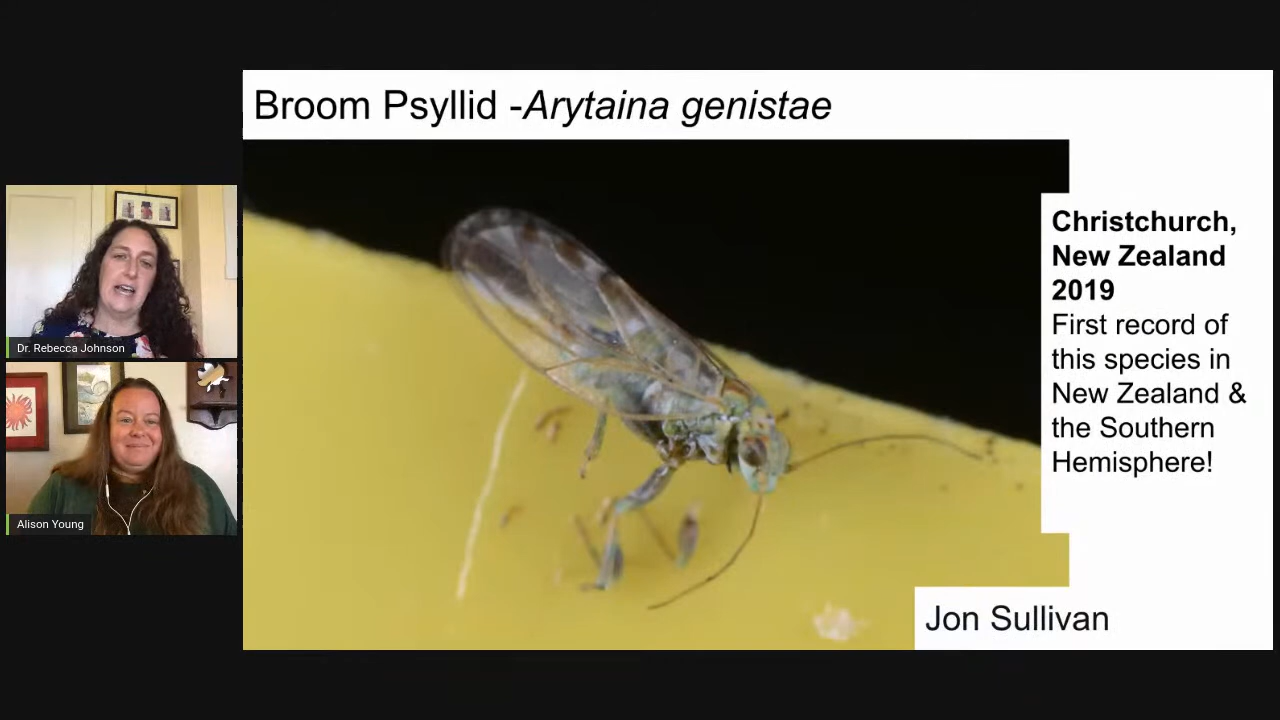 Broom Psyllid -Arytaina genistae
Dr. Rebecca Johnson
Alison Young
Christchurch,
New Zealand
2019
First record of
this species in
New Zealand &
the Southern
Hemisphere!
Jon Sullivan